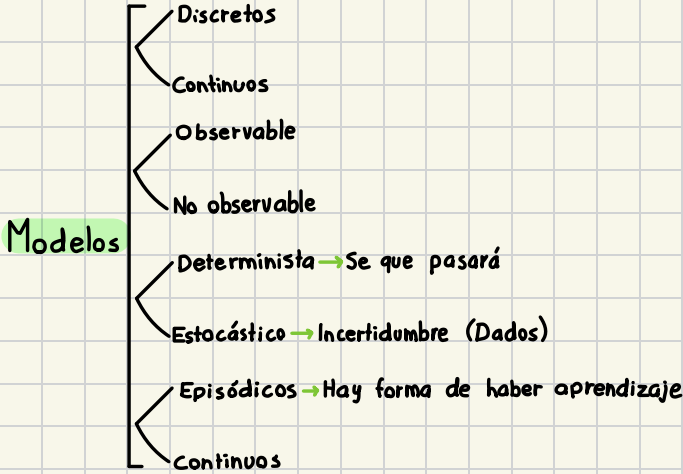 Discretos
Continuos
Observable
No observable
Modelos
Determinista → Se que pasará
Estocástico → Incertidumbre (Dados)
Episódicos → Hay forma de haber aprendizaje
Continuos